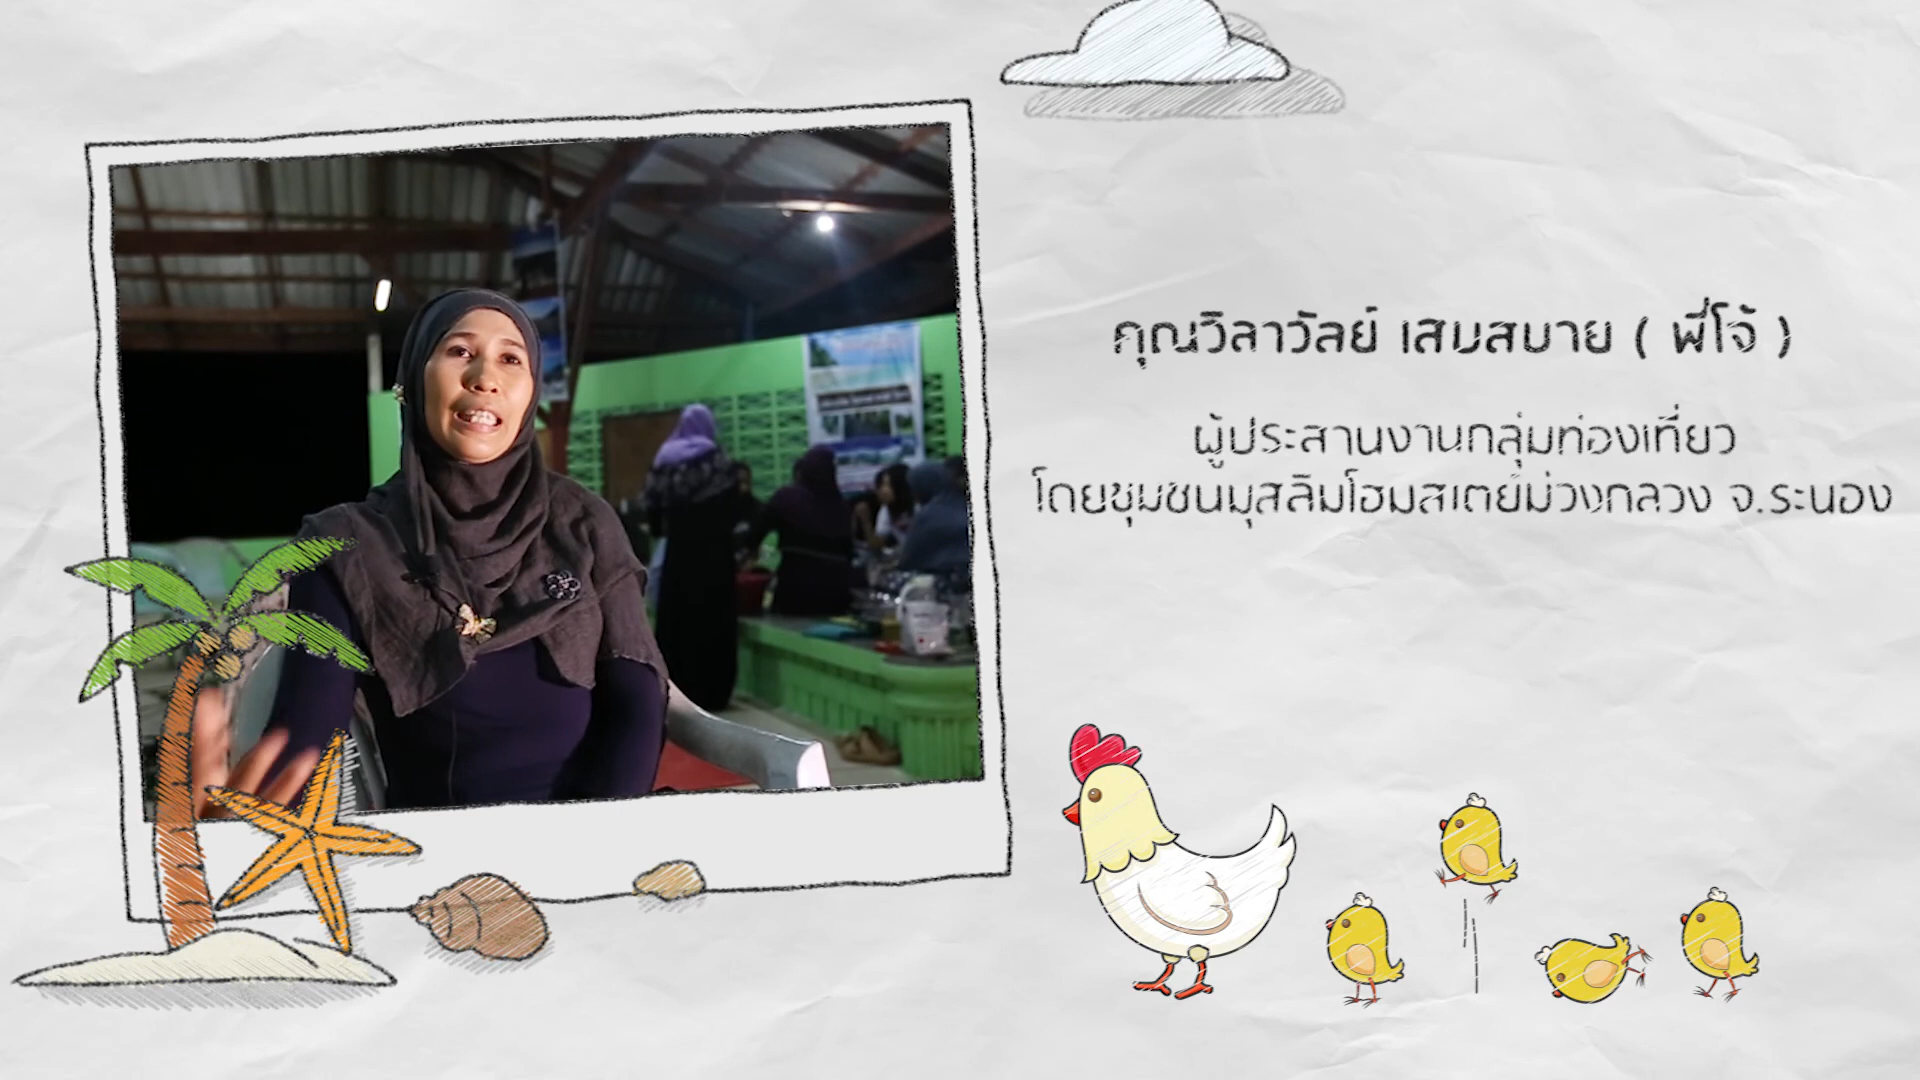 คุณวิลาวัลย์ เสมสบาย ( พี่โจ้ )
ผู้ประสานงานกลุ่มท่องเที่ยว
โดยชุมชนมุสลิมโฮมสเตย์ม่วงกลวง จ.ระนอง